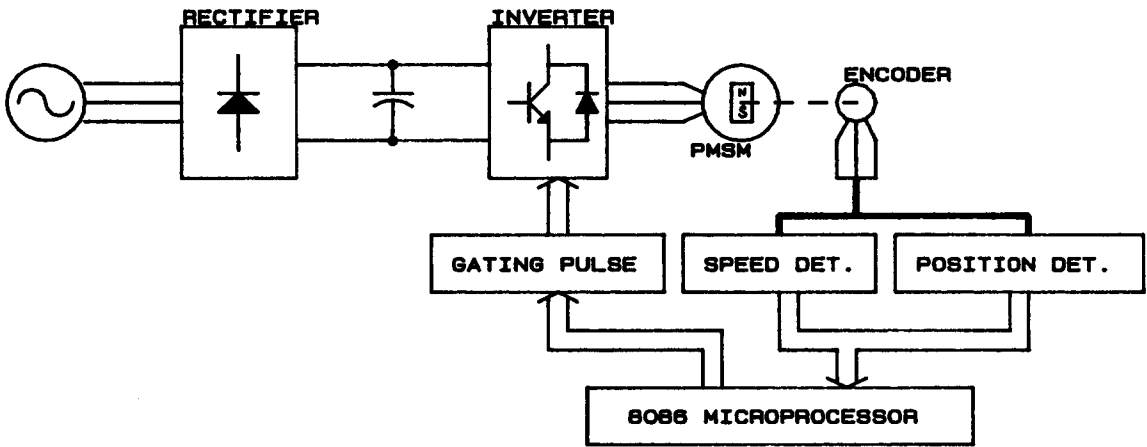 RECTIFIER
INVERTER
ENCODER
N
S
PMSM
GATING PULSE
SPEED DET.
POSITION DET.
8086 MICROPROCESSOR